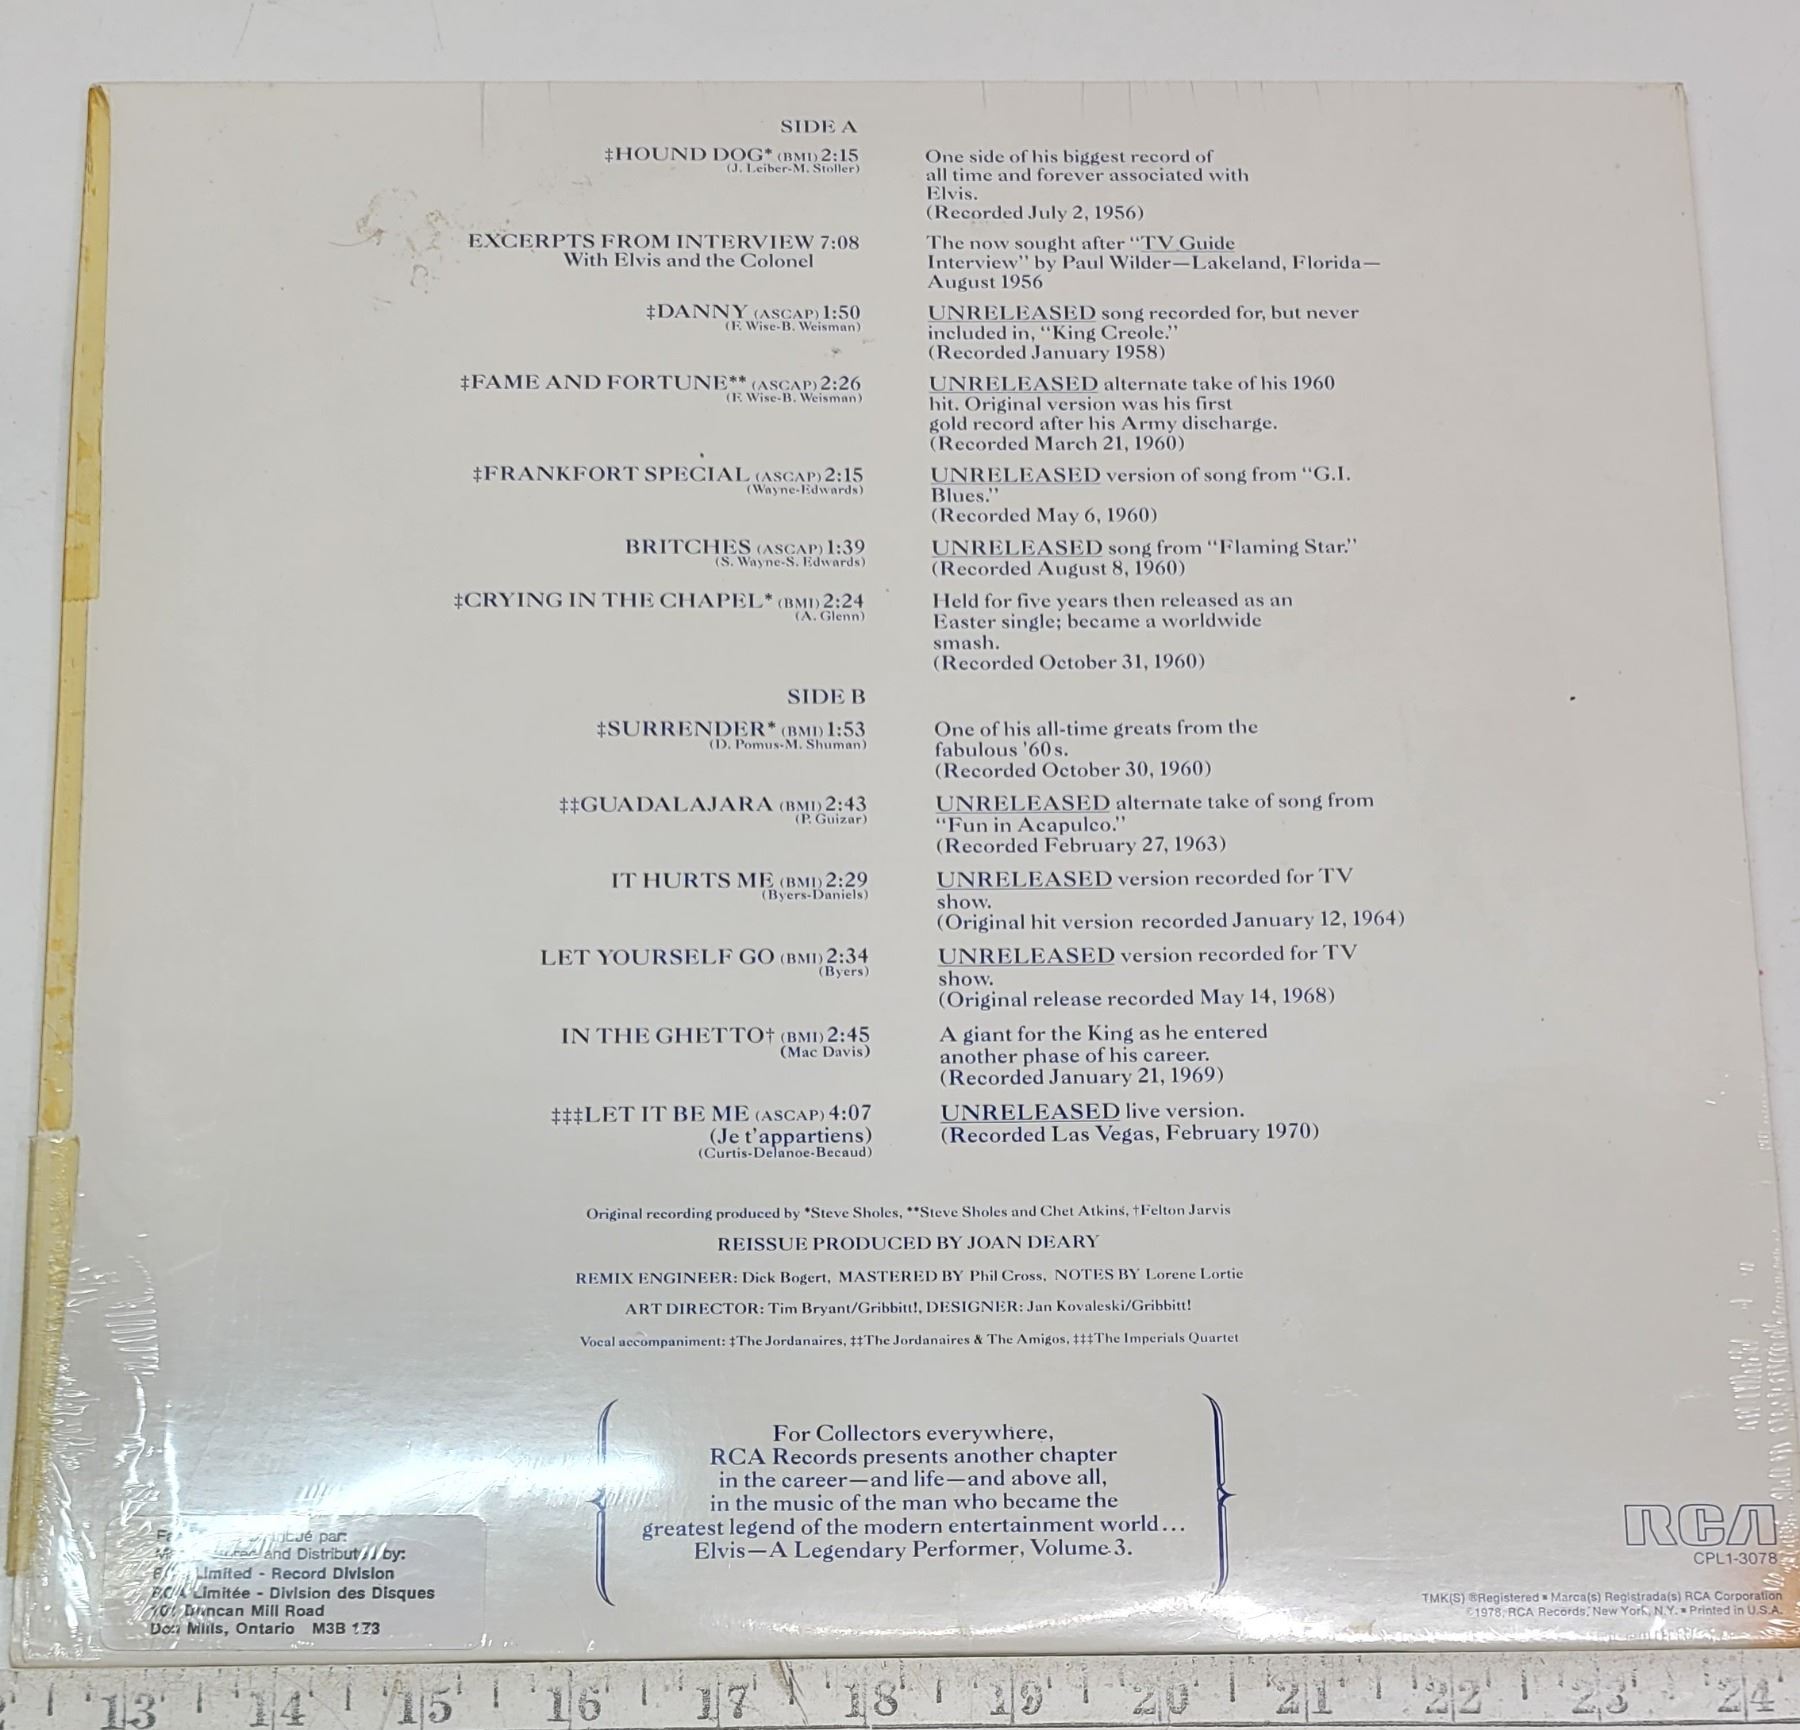 SIDE A
‡HOUND DOG* (BMI) 2:15
(J. Leiber-M. Stoller)
One side of his biggest record of
all time and forever associated with
Elvis.
(Recorded July 2, 1956)
EXCERPTS FROM INTERVIEW 7:08
With Elvis and the Colonel
The now sought after “TV Guide
Interview” by Paul Wilder—Lakeland, Florida—
August 1956
‡DANNY (ASCAP) 1:50
(F. Wise-B. Weisman)
UNRELEASED song recorded for, but never
included in, “King Creole.”
(Recorded January 1958)
‡FAME AND FORTUNE** (ASCAP) 2:26
(F. Wise-B. Weisman)
UNRELEASED alternate take of his 1960
hit. Original version was his first
gold record after his Army discharge.
(Recorded March 21, 1960)
‡FRANKFORT SPECIAL (ASCAP) 2:15
(Wayne-Edwards)
UNRELEASED version of song from “G.I.
Blues.”
(Recorded May 6, 1960)
BRITCHES (ASCAP) 1:39
(S. Wayne-S. Edwards)
UNRELEASED song from “Flaming Star.”
(Recorded August 8, 1960)
‡CRYING IN THE CHAPEL* (BMI) 2:24
(A. Glenn)
Held for five years then released as an
Easter single; became a worldwide
smash.
(Recorded October 31, 1960)
SIDE B
‡SURRENDER* (BMI) 1:53
(D. Pomus-M. Shuman)
One of his all-time greats from the
fabulous '60s.
(Recorded October 30, 1960)
‡‡GUADALAJARA (BMI) 2:43
(P. Guizar)
UNRELEASED alternate take of song from
“Fun in Acapulco.”
(Recorded February 27, 1963)
IT HURTS ME (BMI) 2:29
(Byers-Daniels)
UNRELEASED version recorded for TV
show.
(Original hit version recorded January 12, 1964)
LET YOURSELF GO (BMI) 2:34
(Byers)
UNRELEASED version recorded for TV
show.
(Original release recorded May 14, 1968)
IN THE GHETTO† (BMI) 2:45
(Mac Davis)
A giant for the King as he entered
another phase of his career.
(Recorded January 21, 1969)
‡‡‡LET IT BE ME (ASCAP) 4:07
(Je t'appartiens)
(Curtis-Delanoe-Becaud)
UNRELEASED live version.
(Recorded Las Vegas, February 1970)
Original recording produced by *Steve Sholes, **Steve Sholes and Chet Atkins, †Felton Jarvis
REISSUE PRODUCED BY JOAN DEARY
REMIX ENGINEER: Dick Bogert, MASTERED BY Phil Cross, NOTES BY Lorene Lortie
ART DIRECTOR: Tim Bryant/Gribbitt!, DESIGNER: Jan Kovaleski/Gribbitt!
Vocal accompaniment: ‡The Jordanaires, ‡‡The Jordanaires & The Amigos, ‡‡‡The Imperials Quartet
For Collectors everywhere,
RCA Records presents another chapter
in the career—and life—and above all,
in the music of the man who became the
greatest legend of the modern entertainment world...
Elvis—A Legendary Performer, Volume 3.
par:
and Distributed by:
Limited - Record Division
RCA Limitée - Division des Disques
Duncan Mill Road
Don Mills, Ontario M3B
RCA
CPL1-3078
TMK(S) ®Registered ▪ Marca(s) Registrada(s) RCA Corporation
©1978, RCA Records, New York, N.Y. ▪ Printed in U.S.A.
13 14 15 16 17 18 19 20 21 22 23 24